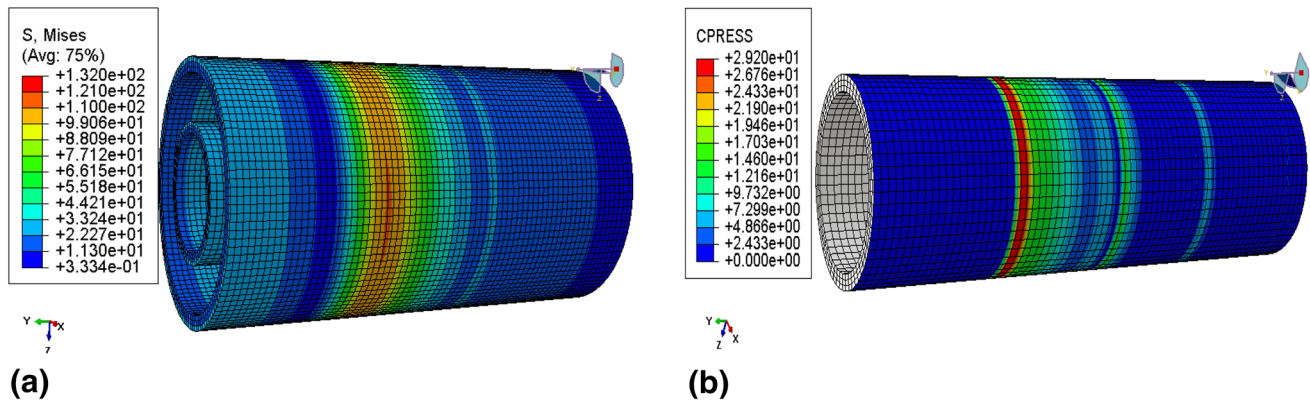 S, Mises
(Avg: 75%)
+1.320e+02
+1.210e+02
+1.100e+02
+9.906e+01
+8.809e+01
+7.712e+01
+6.615e+01
+5.518e+01
+4.421e+01
+3.324e+01
+2.227e+01
+1.130e+01
+3.334e-01
Y
X
Z
(a)
CPRESS
+2.920e+01
+2.676e+01
+2.433e+01
+2.190e+01
+1.946e+01
+1.703e+01
+1.460e+01
+1.216e+01
+9.732e+00
+7.299e+00
+4.866e+00
+2.433e+00
+0.000e+00
Y
Z
X
(b)